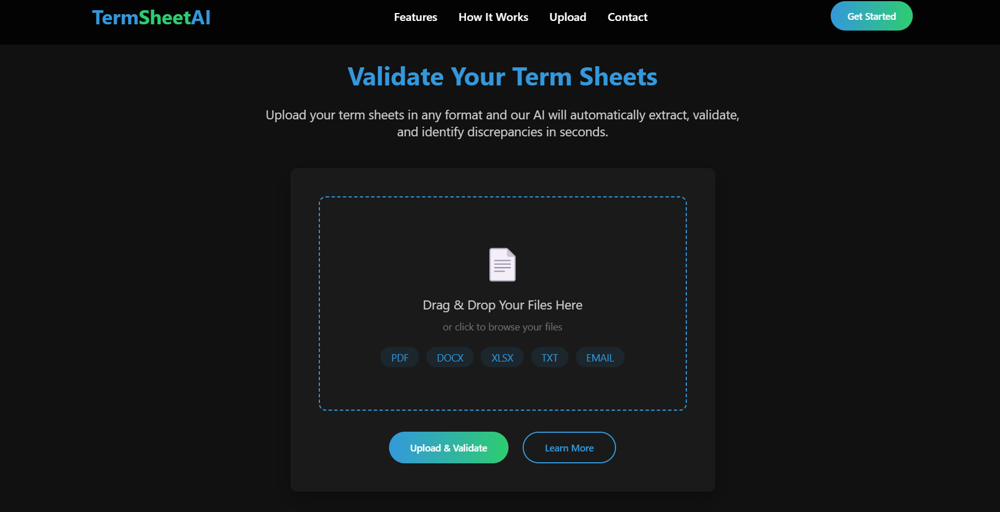 TermSheetAI
Features
How It Works
Upload
Contact
Get Started
Validate Your Term Sheets
Upload your term sheets in any format and our AI will automatically extract, validate,
and identify discrepancies in seconds.
Drag & Drop Your Files Here
or click to browse your files
PDF
DOCX
XLSX
TXT
EMAIL
Upload & Validate
Learn More